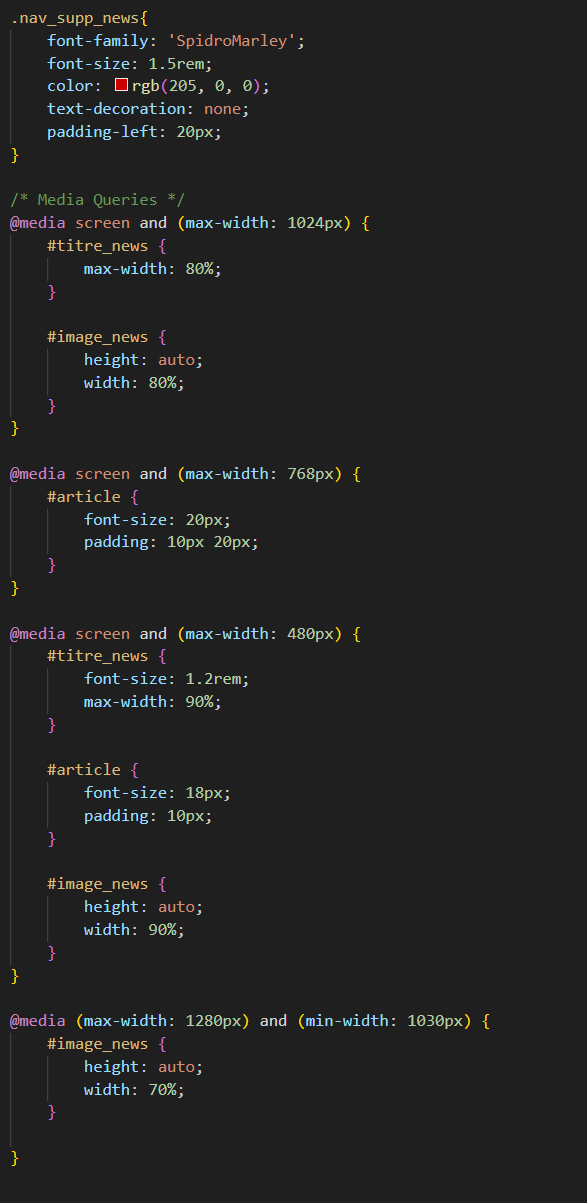 .nav_supp_news{
    font-family: 'SpidroMarley';
    font-size: 1.5rem;
    color: rgb(205, 0, 0);
    text-decoration: none;
    padding-left: 20px;
}

/* Media Queries */
@media screen and (max-width: 1024px) {
    #titre_news {
        max-width: 80%;
    }

    #image_news {
        height: auto;
        width: 80%;
    }
}

@media screen and (max-width: 768px) {
    #article {
        font-size: 20px;
        padding: 10px 20px;
    }
}

@media screen and (max-width: 480px) {
    #titre_news {
        font-size: 1.2rem;
        max-width: 90%;
    }

    #article {
        font-size: 18px;
        padding: 10px;
    }

    #image_news {
        height: auto;
        width: 90%;
    }
}

@media (max-width: 1280px) and (min-width: 1030px) {
    #image_news {
        height: auto;
        width: 70%;
    }

}